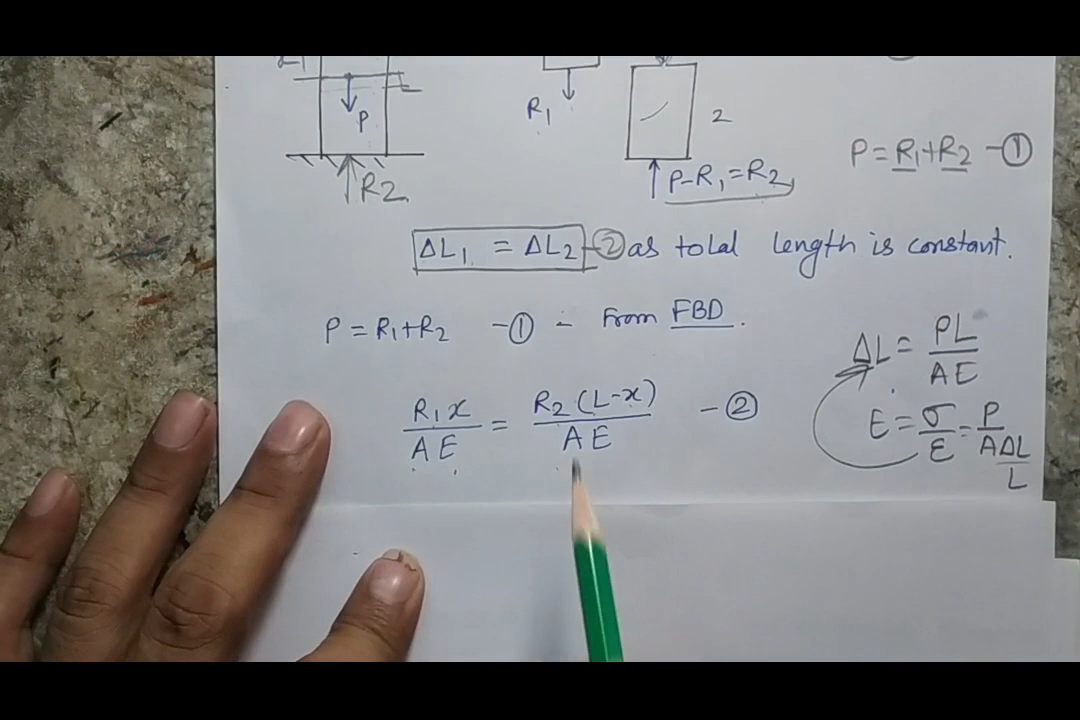 P
R1
2
R2
P-R1=R2
P=R1+R2 -①
ΔL1 = ΔL2 -② as total length is constant.
P=R1+R2 -① - From FBD.
ΔL = PL/AE
R1x/AE = R2(L-x)/AE -②
E = σ/ε = P/A ΔL/L